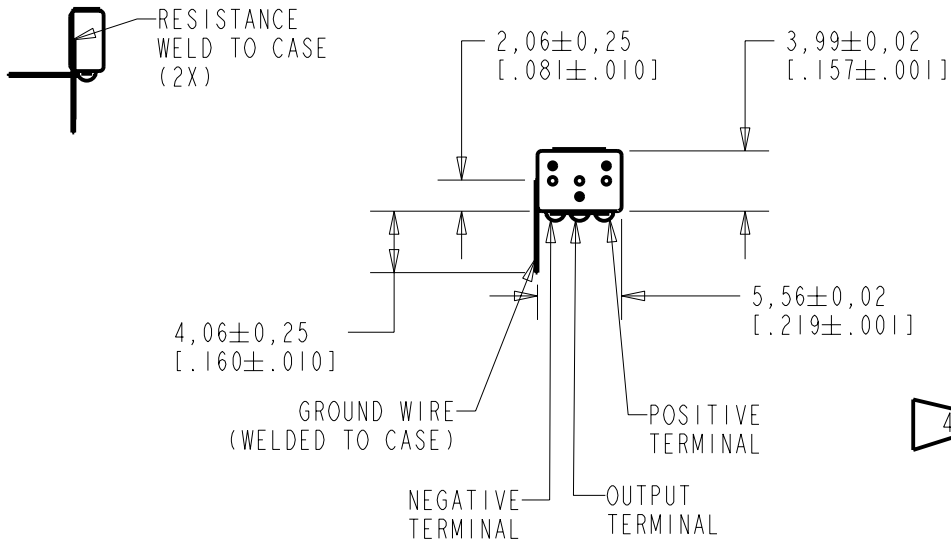 RESISTANCE
WELD TO CASE
(2X)
2,06±0,25
[.081±.010]
3,99±0,02
[.157±.001]
5,56±0,02
[.219±.001]
4,06±0,25
[.160±.010]
GROUND WIRE
(WELDED TO CASE)
POSITIVE
TERMINAL
4
NEGATIVE
TERMINAL
OUTPUT
TERMINAL